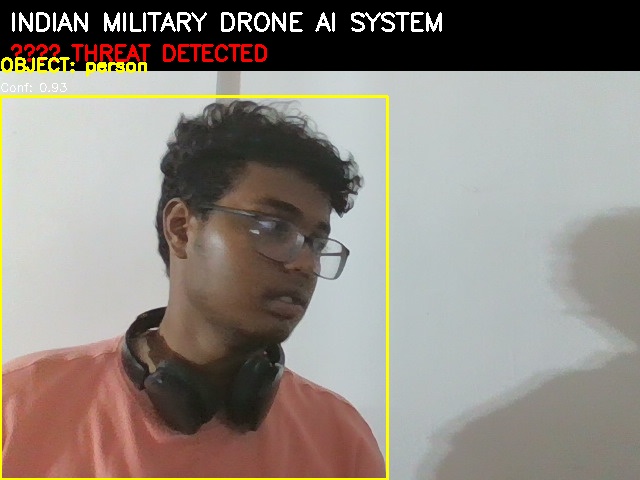 INDIAN MILITARY DRONE AI SYSTEM
???? THREAT DETECTED
OBJECT: person
Conf: 0.93